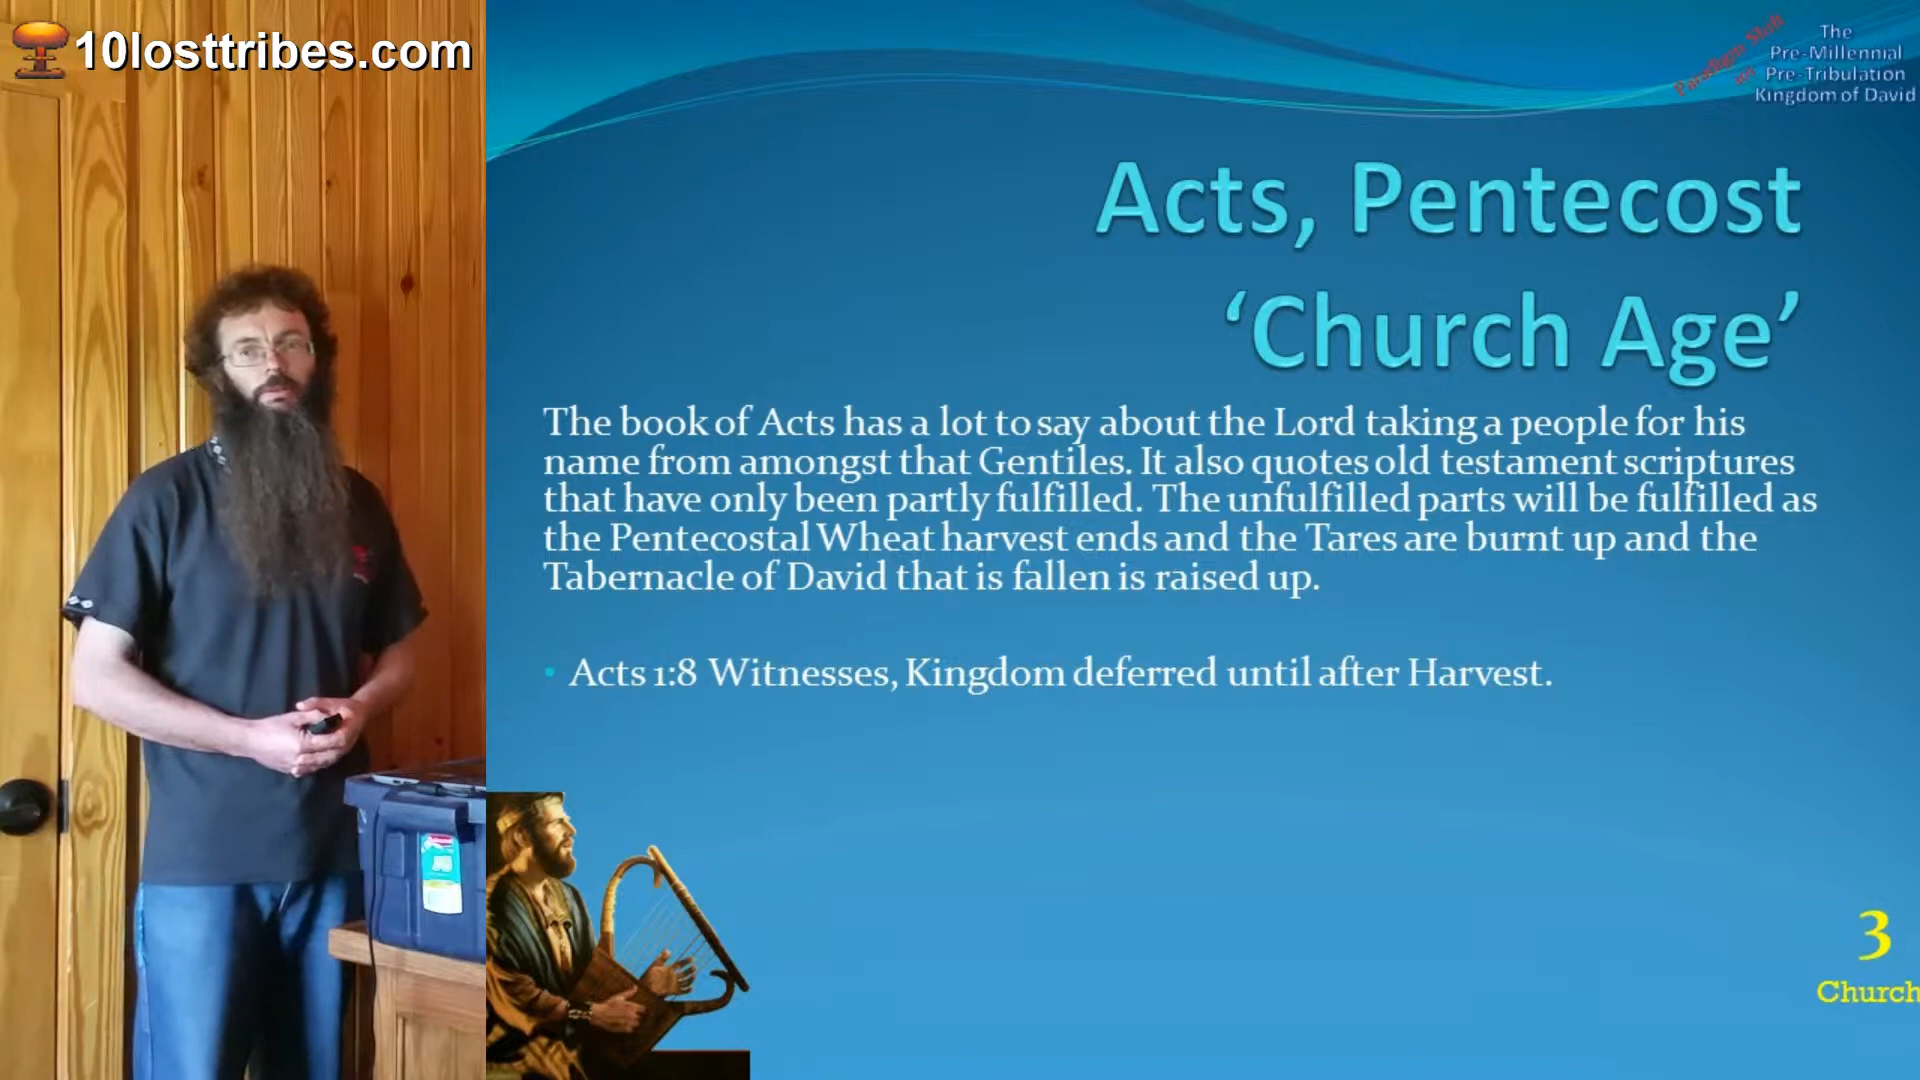 10losttribes.com
Paradigm Shift
The
Pre-Millennial
Pre-Tribulation
Kingdom of David
Acts, Pentecost
‘Church Age’
The book of Acts has a lot to say about the Lord taking a people for his
name from amongst that Gentiles. It also quotes old testament scriptures
that have only been partly fulfilled. The unfulfilled parts will be fulfilled as
the Pentecostal Wheat harvest ends and the Tares are burnt up and the
Tabernacle of David that is fallen is raised up.
• Acts 1:8 Witnesses, Kingdom deferred until after Harvest.
3
Church